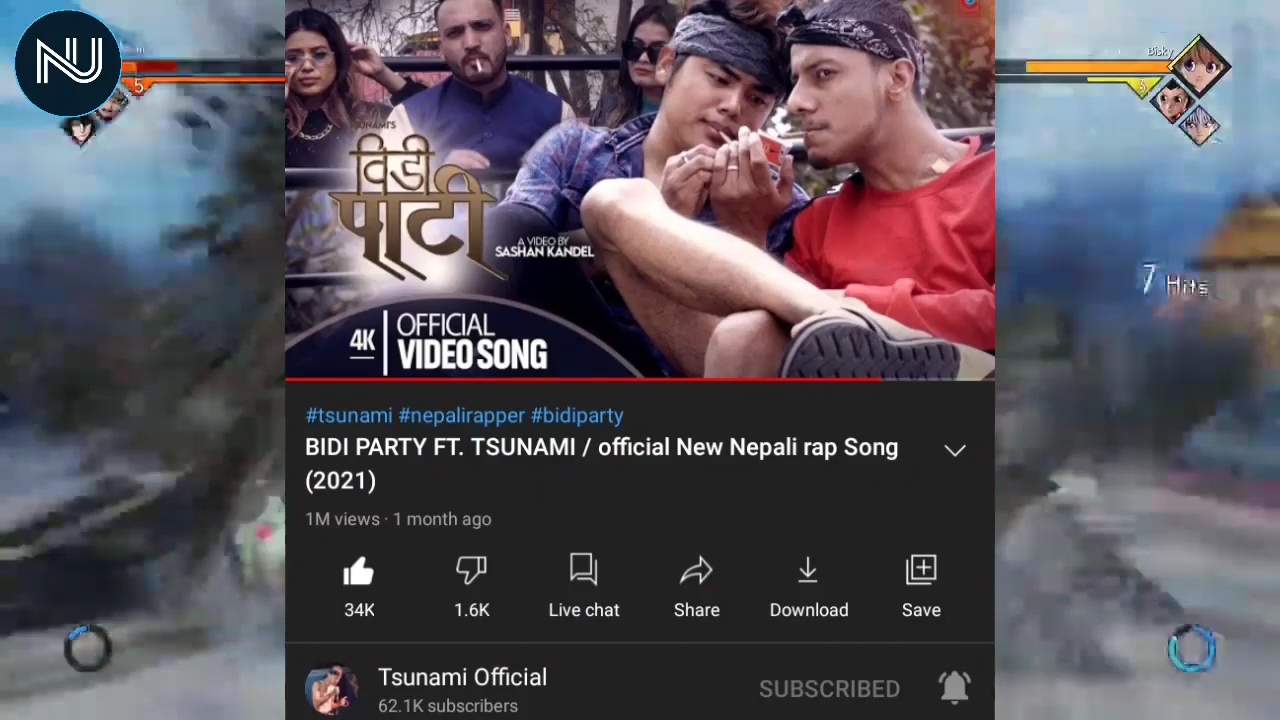 NU
5
Bisky
7 Hits
TSUNAMI'S
विडी
पार्टी
A VIDEO BY
SASHAN KANDEL
4K
OFFICIAL
VIDEO SONG
#tsunami #nepalirapper #bidiparty
BIDI PARTY FT. TSUNAMI / official New Nepali rap Song
(2021)
1M views · 1 month ago
34K
1.6K
Live chat
Share
Download
Save
Tsunami Official
62.1K subscribers
SUBSCRIBED